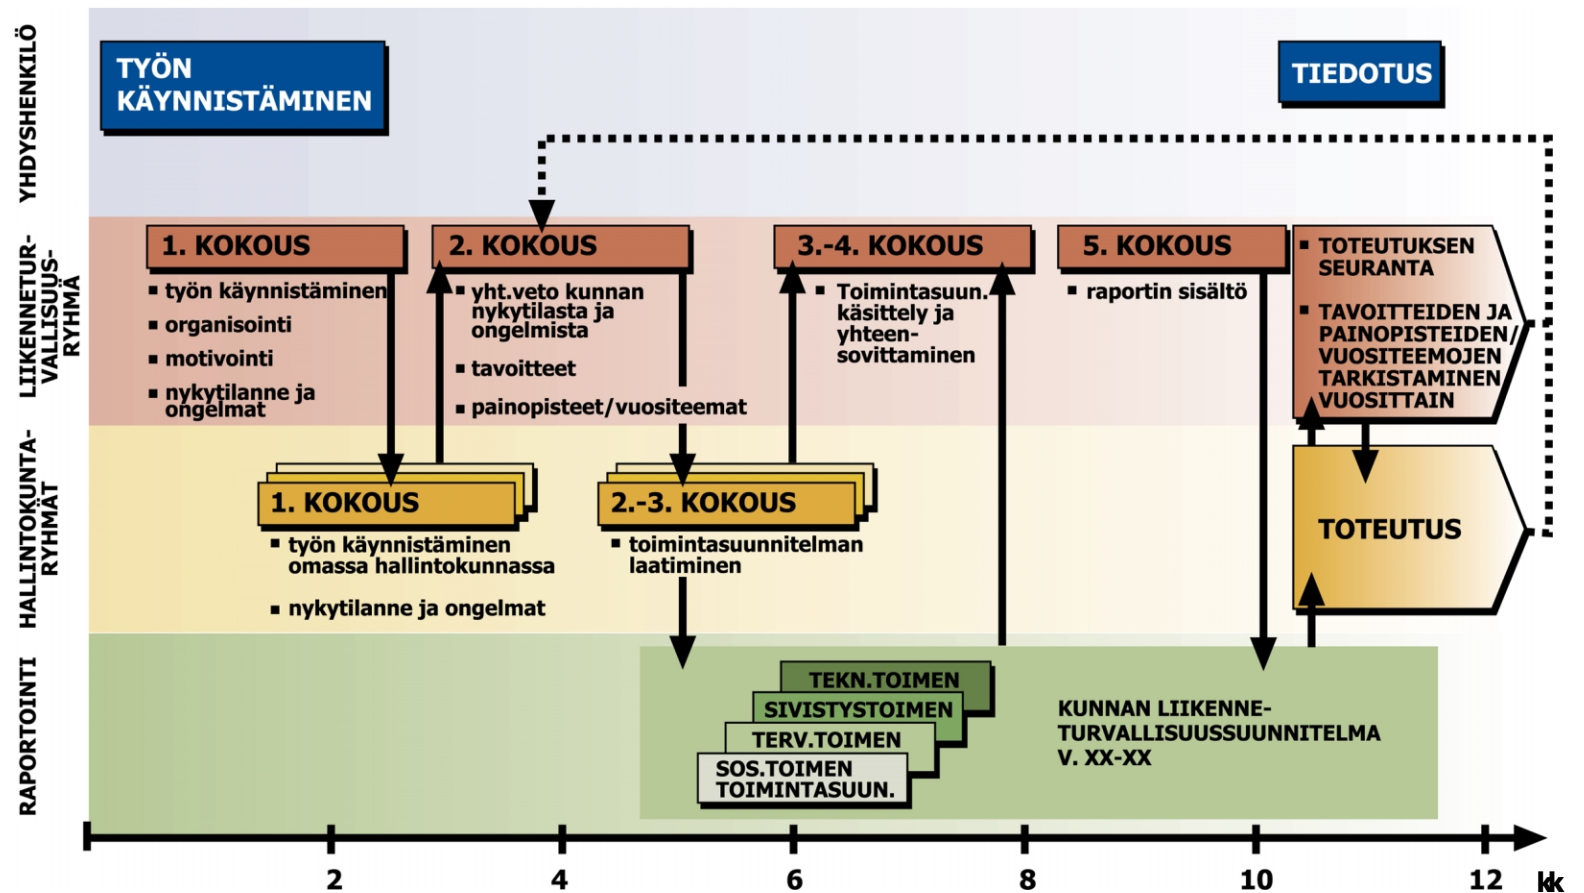 YHDYSHENKILÖ
TYÖN
KÄYNNISTÄMINEN
TIEDOTUS
LIIKENNETUR-
VALLISUUS-
RYHMÄ
1. KOKOUS
▪ työn käynnistäminen
▪ organisointi
▪ motivointi
▪ nykytilanne ja
ongelmat
2. KOKOUS
▪ yht.veto kunnan
nykytilasta ja
ongelmista
▪ tavoitteet
▪ painopisteet/vuositeemat
3.-4. KOKOUS
▪ Toimintasuun.
käsittely ja
yhteen-
sovittaminen
5. KOKOUS
▪ raportin sisältö
▪ TOTEUTUKSEN
SEURANTA
▪ TAVOITTEIDEN JA
PAINOPISTEIDEN/
VUOSITEEMOJEN
TARKISTAMINEN
VUOSITTAIN
HALLINTOKUNTA-
RYHMÄT
1. KOKOUS
▪ työn käynnistäminen
omassa hallintokunnassa
▪ nykytilanne ja ongelmat
2.-3. KOKOUS
▪ toimintasuunnitelman
laatiminen
TOTEUTUS
RAPORTOINTI
TEKN.TOIMEN
SIVISTYSTOIMEN
TERV.TOIMEN
SOS.TOIMEN
TOIMINTASUUN.
KUNNAN LIIKENNE-
TURVALLISUUSSUUNNITELMA
V. XX-XX
2 4 6 8 10 12 kk